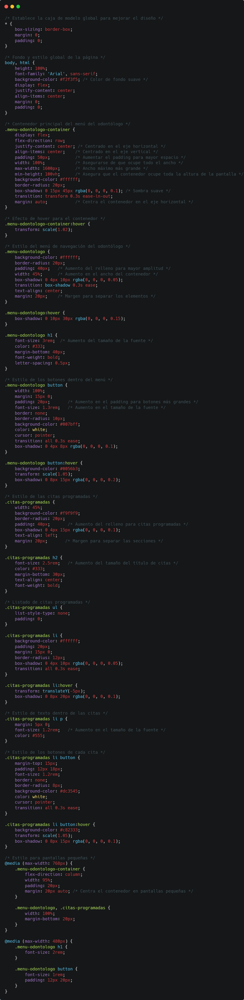 /* Establece la caja de modelo global para mejorar el diseño */
* {
    box-sizing: border-box;
    margin: 0;
    padding: 0;
}

/* Fondo y estilo global de la página */
body, html {
    height: 100%;
    font-family: 'Arial', sans-serif;
    background-color: #f2f3f5; /* Color de fondo suave */
    display: flex;
    justify-content: center;
    align-items: center;
    margin: 0;
    padding: 0;
}

/* Contenedor principal del menú del odontólogo */
.menu-odontologo-container {
    display: flex;
    flex-direction: row;
    justify-content: center; /* Centrado en el eje horizontal */
    align-items: center;    /* Centrado en el eje vertical */
    padding: 50px;          /* Aumentar el padding para mayor espacio */
    width: 100%;            /* Asegurarse de que ocupe todo el ancho */
    max-width: 1600px;      /* Ancho máximo más grande */
    min-height: 100vh;      /* Asegura que el contenedor ocupe toda la altura de la pantalla */
    background-color: #ffffff;
    border-radius: 20px;
    box-shadow: 0 15px 45px rgba(0, 0, 0, 0.1); /* Sombra suave */
    transition: transform 0.3s ease-in-out;
    margin: auto;           /* Centra el contenedor en el eje horizontal */
}

/* Efecto de hover para el contenedor */
.menu-odontologo-container:hover {
    transform: scale(1.02);
}

/* Estilo del menú de navegación del odontólogo */
.menu-odontologo {
    background-color: #ffffff;
    border-radius: 20px;
    padding: 40px;   /* Aumento del relleno para mayor amplitud */
    width: 45%;      /* Aumento en el ancho del contenedor */
    box-shadow: 0 4px 10px rgba(0, 0, 0, 0.05);
    transition: box-shadow 0.3s ease;
    text-align: center;
    margin: 20px;    /* Margen para separar los elementos */
}

.menu-odontologo:hover {
    box-shadow: 0 10px 30px rgba(0, 0, 0, 0.15);
}

.menu-odontologo h1 {
    font-size: 3rem;  /* Aumento del tamaño de la fuente */
    color: #333;
    margin-bottom: 40px;
    font-weight: bold;
    letter-spacing: 0.5px;
}

/* Estilo de los botones dentro del menú */
.menu-odontologo button {
    width: 100%;
    margin: 15px 0;
    padding: 20px;       /* Aumento en el padding para botones más grandes */
    font-size: 1.3rem;   /* Aumento en el tamaño de la fuente */
    border: none;
    border-radius: 10px;
    background-color: #007bff;
    color: white;
    cursor: pointer;
    transition: all 0.3s ease;
    box-shadow: 0 4px 8px rgba(0, 0, 0, 0.1);
}

.menu-odontologo button:hover {
    background-color: #0056b3;
    transform: scale(1.05);
    box-shadow: 0 8px 15px rgba(0, 0, 0, 0.2);
}

/* Estilo de las citas programadas */
.citas-programadas {
    width: 45%;
    background-color: #f9f9f9;
    border-radius: 20px;
    padding: 40px;       /* Aumento del relleno para citas programadas */
    box-shadow: 0 4px 15px rgba(0, 0, 0, 0.1);
    text-align: left;
    margin: 20px;       /* Margen para separar las secciones */
}

.citas-programadas h2 {
    font-size: 2.5rem;   /* Aumento del tamaño del título de citas */
    color: #333;
    margin-bottom: 30px;
    text-align: center;
    font-weight: bold;
}

/* Listado de citas programadas */
.citas-programadas ul {
    list-style-type: none;
    padding: 0;
}

.citas-programadas li {
    background-color: #ffffff;
    padding: 20px;
    margin: 15px 0;
    border-radius: 12px;
    box-shadow: 0 4px 10px rgba(0, 0, 0, 0.05);
    transition: all 0.3s ease;
}

.citas-programadas li:hover {
    transform: translateY(-5px);
    box-shadow: 0 8px 20px rgba(0, 0, 0, 0.1);
}

/* Estilo de texto dentro de las citas */
.citas-programadas li p {
    margin: 5px 0;
    font-size: 1.2rem;   /* Aumento en el tamaño de la fuente */
    color: #555;
}

/* Estilo de los botones de cada cita */
.citas-programadas li button {
    margin-top: 15px;
    padding: 12px 18px;
    font-size: 1.2rem;
    border: none;
    border-radius: 8px;
    background-color: #dc3545;
    color: white;
    cursor: pointer;
    transition: all 0.3s ease;
}

.citas-programadas li button:hover {
    background-color: #c82333;
    transform: scale(1.05);
    box-shadow: 0 8px 15px rgba(0, 0, 0, 0.1);
}

/* Estilo para pantallas pequeñas */
@media (max-width: 768px) {
    .menu-odontologo-container {
        flex-direction: column;
        width: 95%;
        padding: 20px;
        margin: 20px auto; /* Centra el contenedor en pantallas pequeñas */
    }

    .menu-odontologo, .citas-programadas {
        width: 100%;
        margin-bottom: 20px;
    }
}

@media (max-width: 480px) {
    .menu-odontologo h1 {
        font-size: 2rem;
    }

    .menu-odontologo button {
        font-size: 1rem;
        padding: 12px 20px;
    }
}